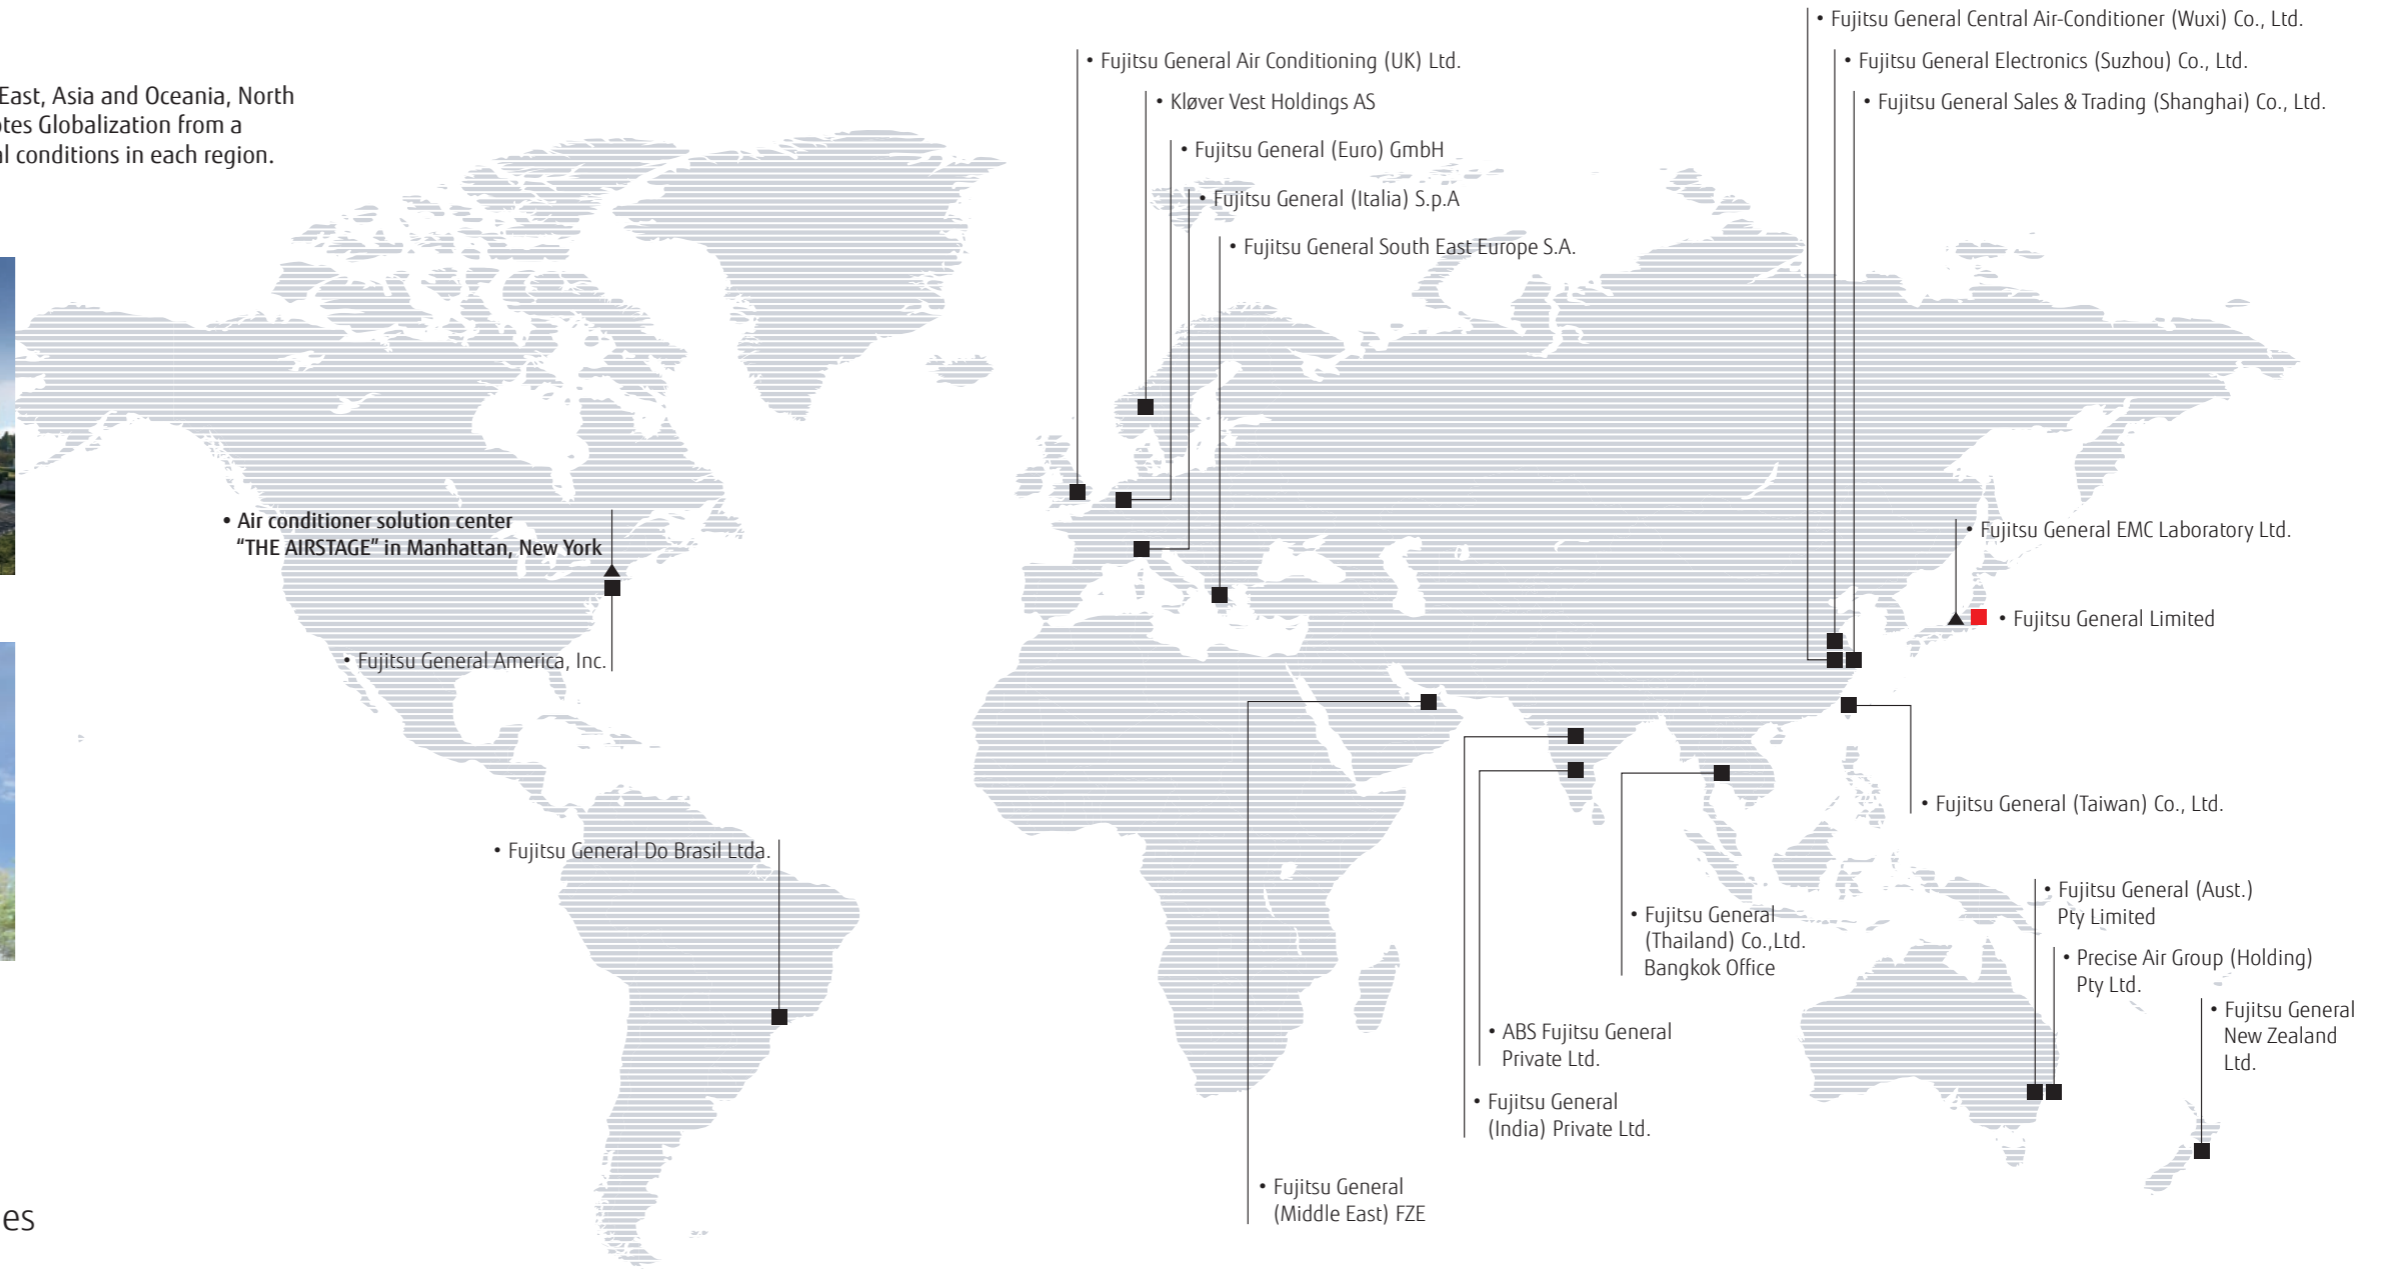 East, Asia and Oceania, North
otes Globalization from a
al conditions in each region.
• Fujitsu General Central Air-Conditioner (Wuxi) Co., Ltd.
• Fujitsu General Electronics (Suzhou) Co., Ltd.
• Fujitsu General Sales & Trading (Shanghai) Co., Ltd.
• Fujitsu General Air Conditioning (UK) Ltd.
• Kløver Vest Holdings AS
• Fujitsu General (Euro) GmbH
• Fujitsu General (Italia) S.p.A
• Fujitsu General South East Europe S.A.
• Air conditioner solution center
"THE AIRSTAGE" in Manhattan, New York
• Fujitsu General America, Inc.
• Fujitsu General EMC Laboratory Ltd.
• Fujitsu General Limited
• Fujitsu General (Taiwan) Co., Ltd.
• Fujitsu General Do Brasil Ltda.
• Fujitsu General
(Thailand) Co.,Ltd.
Bangkok Office
• Fujitsu General (Aust.)
Pty Limited
• Precise Air Group (Holding)
Pty Ltd.
• Fujitsu General
New Zealand
Ltd.
• ABS Fujitsu General
Private Ltd.
• Fujitsu General
(India) Private Ltd.
• Fujitsu General
(Middle East) FZE
es